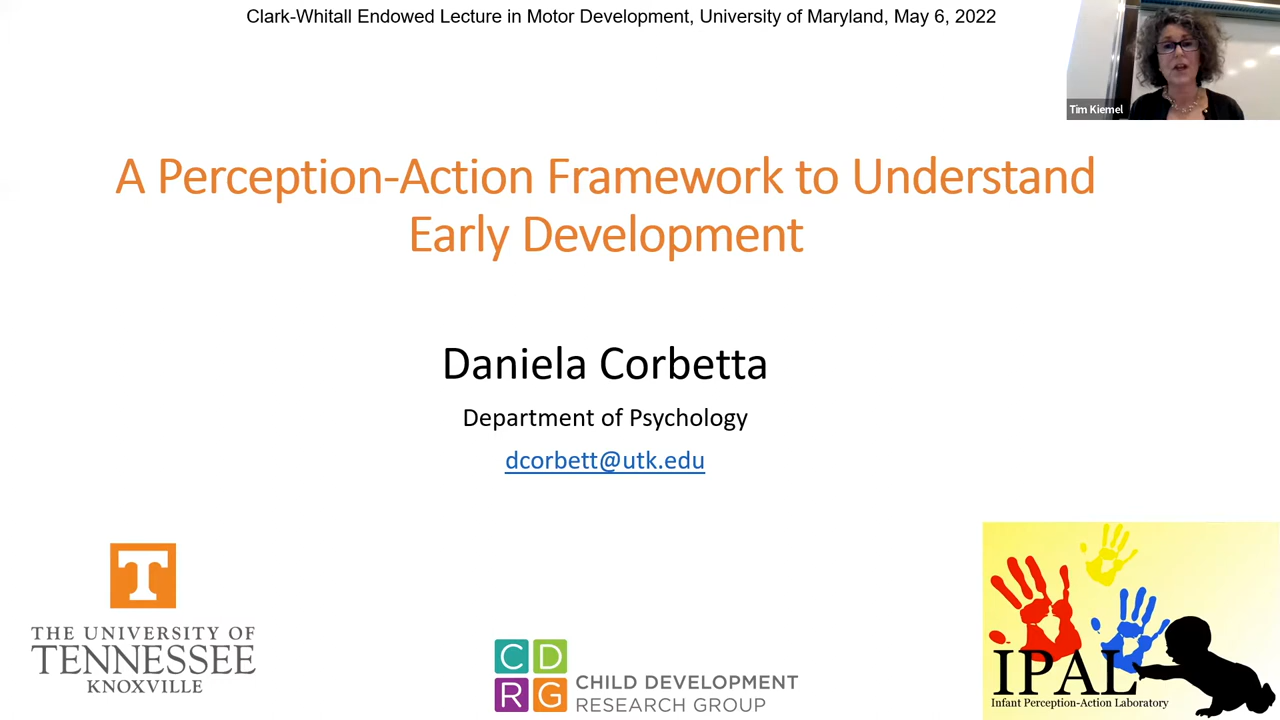 Clark-Whitall Endowed Lecture in Motor Development, University of Maryland, May 6, 2022
Tim Kiemel
A Perception-Action Framework to Understand
Early Development
Daniela Corbetta
Department of Psychology
dcorbett@utk.edu
T
THE UNIVERSITY OF
TENNESSEE
KNOXVILLE
CD
RG
CHILD DEVELOPMENT
RESEARCH GROUP
IPAL
Infant Perception-Action Laboratory